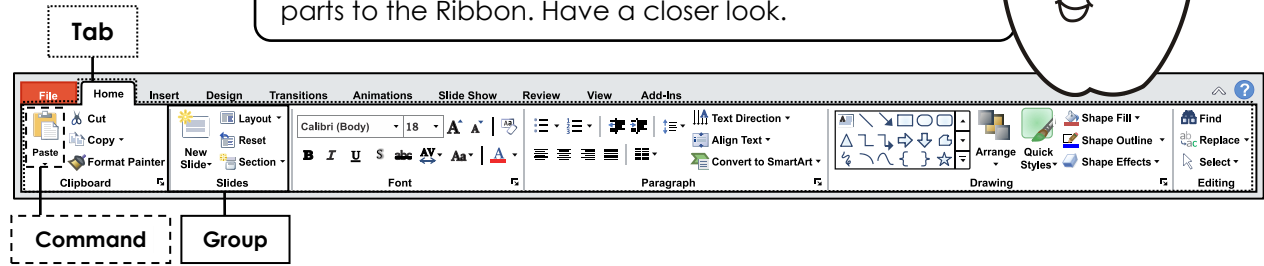 parts to the Ribbon. Have a closer look.
Tab
File Home Insert Design Transitions Animations Slide Show Review View Add-Ins
Paste
Cut
Copy
Format Painter
Clipboard
New
Slide
Layout
Reset
Section
Slides
Calibri (Body) 18 A A Aa
B I U S abc AV Aa A
Font
Text Direction
Align Text
Convert to SmartArt
Paragraph
Arrange
Quick
Styles
Shape Fill
Shape Outline
Shape Effects
Drawing
Find
Replace
Select
Editing
Command
Group